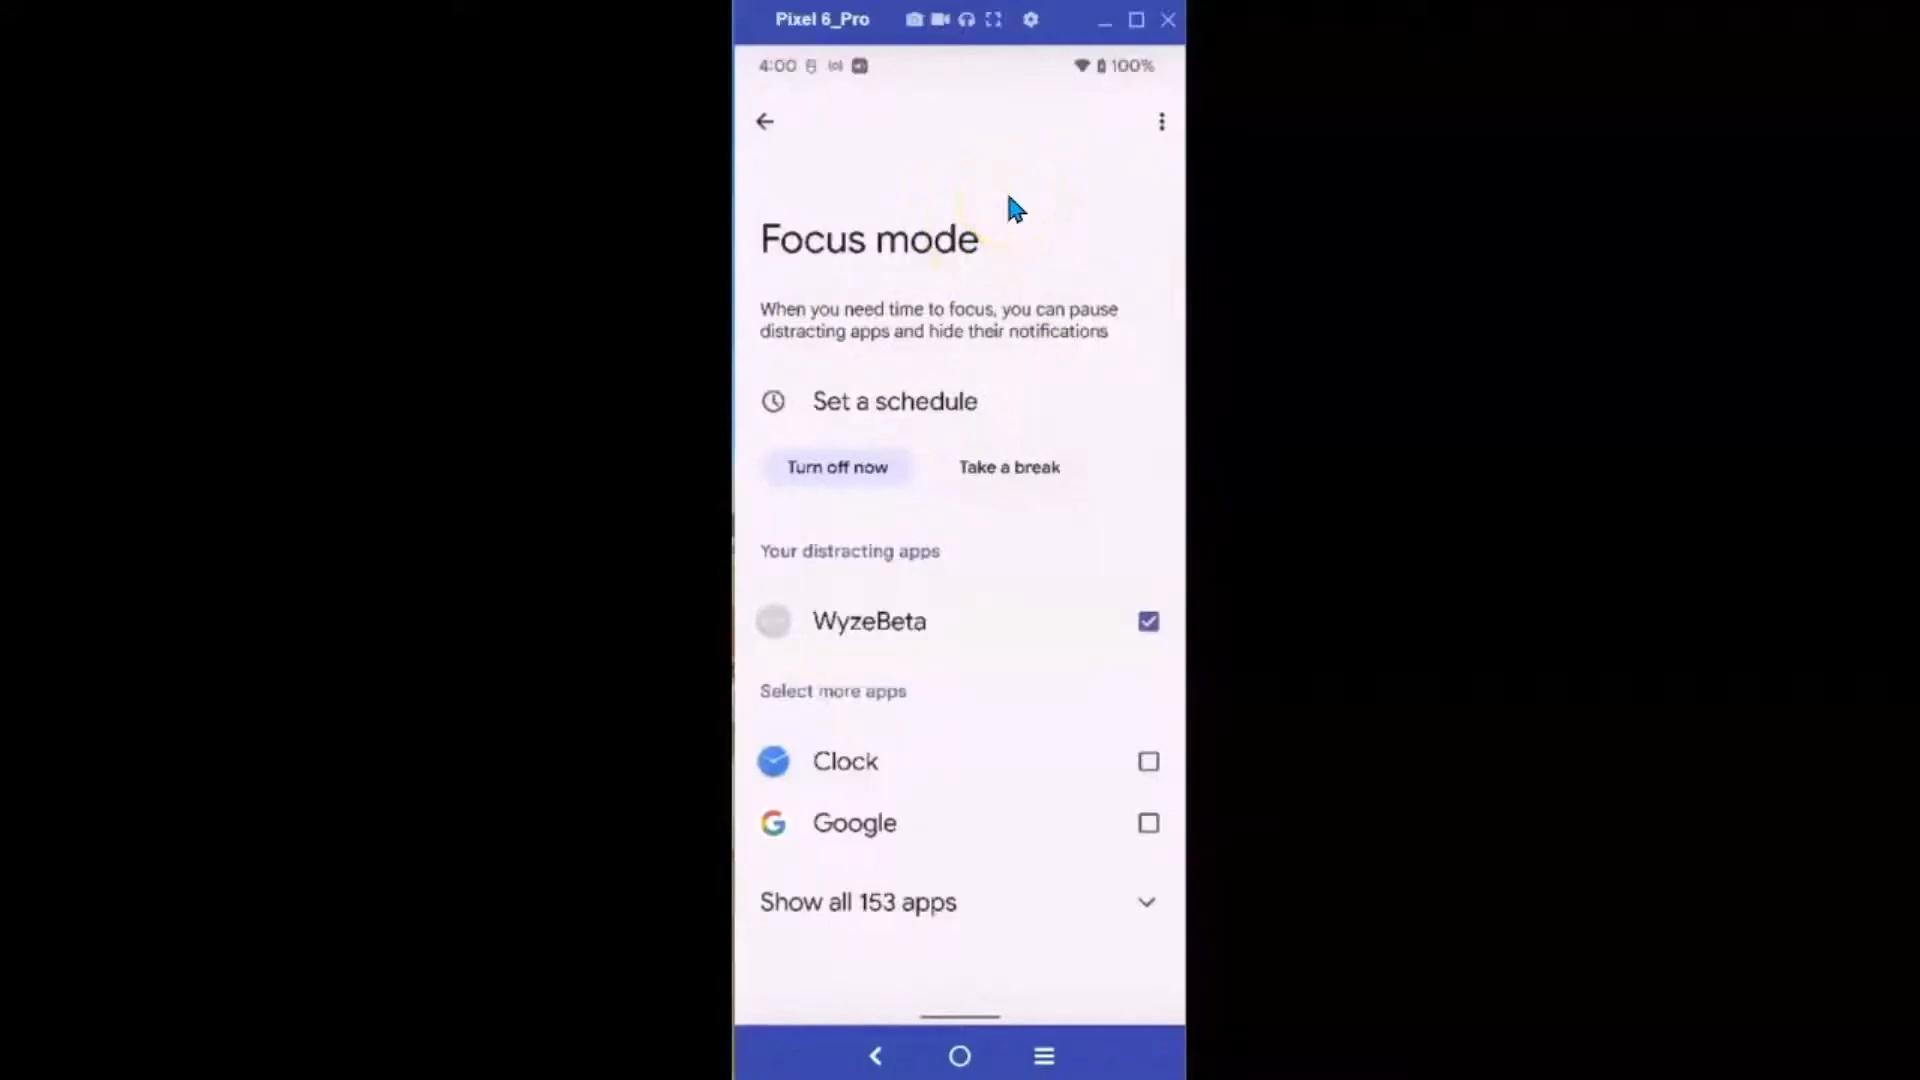 Pixel 6_Pro
4:00
100%
Focus mode
When you need time to focus, you can pause
distracting apps and hide their notifications
Set a schedule
Turn off now
Take a break
Your distracting apps
WyzeBeta
Select more apps
Clock
Google
Show all 153 apps